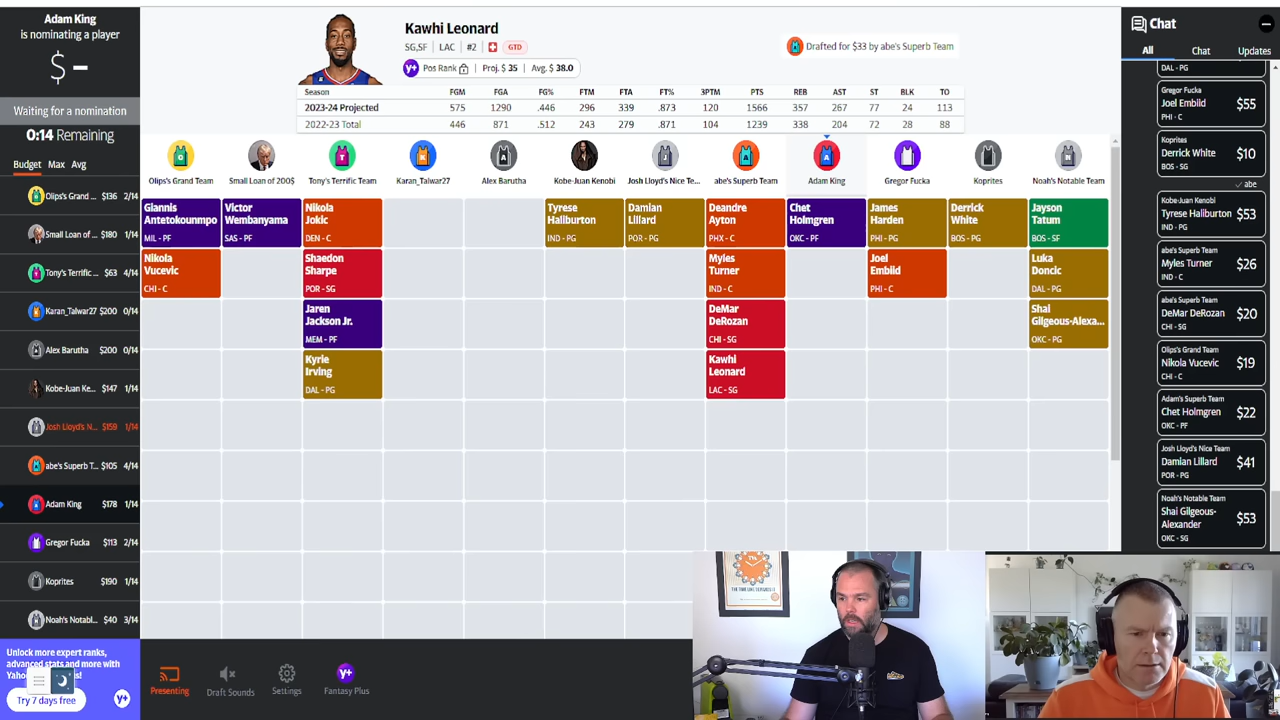 Adam King
is nominating a player
$ –
Waiting for a nomination
0:14 Remaining
Budget Max Avg
Olips's Grand ... $136 2/14
Small Loan of ... $180 1/14
Tony's Terrific ... $63 4/14
Karan_Talwar27 $200 0/14
Alex Barutha $200 0/14
Kobe-Juan Ke... $147 1/14
Josh Lloyd's N... $159 1/14
abe's Superb T... $105 4/14
Adam King $178 1/14
Gregor Fucka $113 2/14
Koprites $190 1/14
Noah's Notabl... $40 3/14
Unlock more expert ranks,
advanced stats and more with
Try 7 days free
y+
Kawhi Leonard
SG,SF LAC #2 GTD
y+ Pos Rank Proj. $ 35 Avg. $ 38.0
Drafted for $33 by abe's Superb Team
Season FGM FGA FG% FTM FTA FT% 3PTM PTS REB AST ST BLK TO
2023-24 Projected 575 1290 .446 296 339 .873 120 1566 357 267 77 24 113
2022-23 Total 446 871 .512 243 279 .871 104 1239 338 204 72 28 88
Olips's Grand Team Small Loan of 200$ Tony's Terrific Team Karan_Talwar27 Alex Barutha Kobe-Juan Kenobi Josh Lloyd's Nice Te... abe's Superb Team Adam King Gregor Fucka Koprites Noah's Notable Team
Giannis
Antetokounmpo
MIL - PF
Victor
Wembanyama
SAS - PF
Nikola
Jokic
DEN - C
Tyrese
Haliburton
IND - PG
Damian
Lillard
POR - PG
Deandre
Ayton
PHX - C
Chet
Holmgren
OKC - PF
James
Harden
PHI - PG
Derrick
White
BOS - PG
Jayson
Tatum
BOS - SF
Nikola
Vucevic
CHI - C
Shaedon
Sharpe
POR - SG
Myles
Turner
IND - C
Joel
Embiid
PHI - C
Luka
Doncic
DAL - PG
Jaren
Jackson Jr.
MEM - PF
DeMar
DeRozan
CHI - SG
Shai
Gilgeous-Alexa...
OKC - PG
Kyrie
Irving
DAL - PG
Kawhi
Leonard
LAC - SG
Presenting
Draft Sounds
Settings
y+
Fantasy Plus
Chat
All Chat Updates
DAL - PG
Gregor Fucka
Joel Embiid $55
PHI - C
Koprites
Derrick White $10
BOS - SG
abe
Kobe-Juan Kenobi
Tyrese Haliburton $53
IND - PG
abe's Superb Team
Myles Turner $26
IND - C
abe's Superb Team
DeMar DeRozan $20
CHI - SG
Olips's Grand Team
Nikola Vucevic $19
CHI - C
Adam's Superb Team
Chet Holmgren $22
OKC - PF
Josh Lloyd's Nice Team
Damian Lillard $41
POR - PG
Noah's Notable Team
Shai Gilgeous-
Alexander $53
OKC - SG